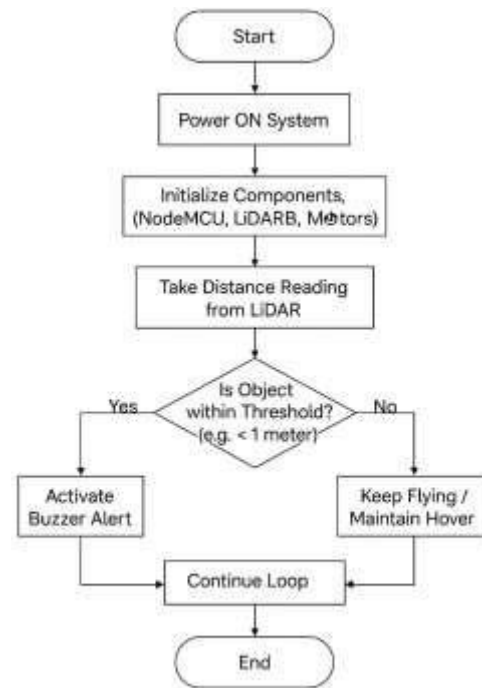 Start
Power ON System
Initialize Components,
(NodeMCU, LiDARB, Motors)
Take Distance Reading
from LiDAR
Is Object
within Threshold?
(e.g. < 1 meter)
Yes
No
Activate
Buzzer Alert
Keep Flying /
Maintain Hover
Continue Loop
End